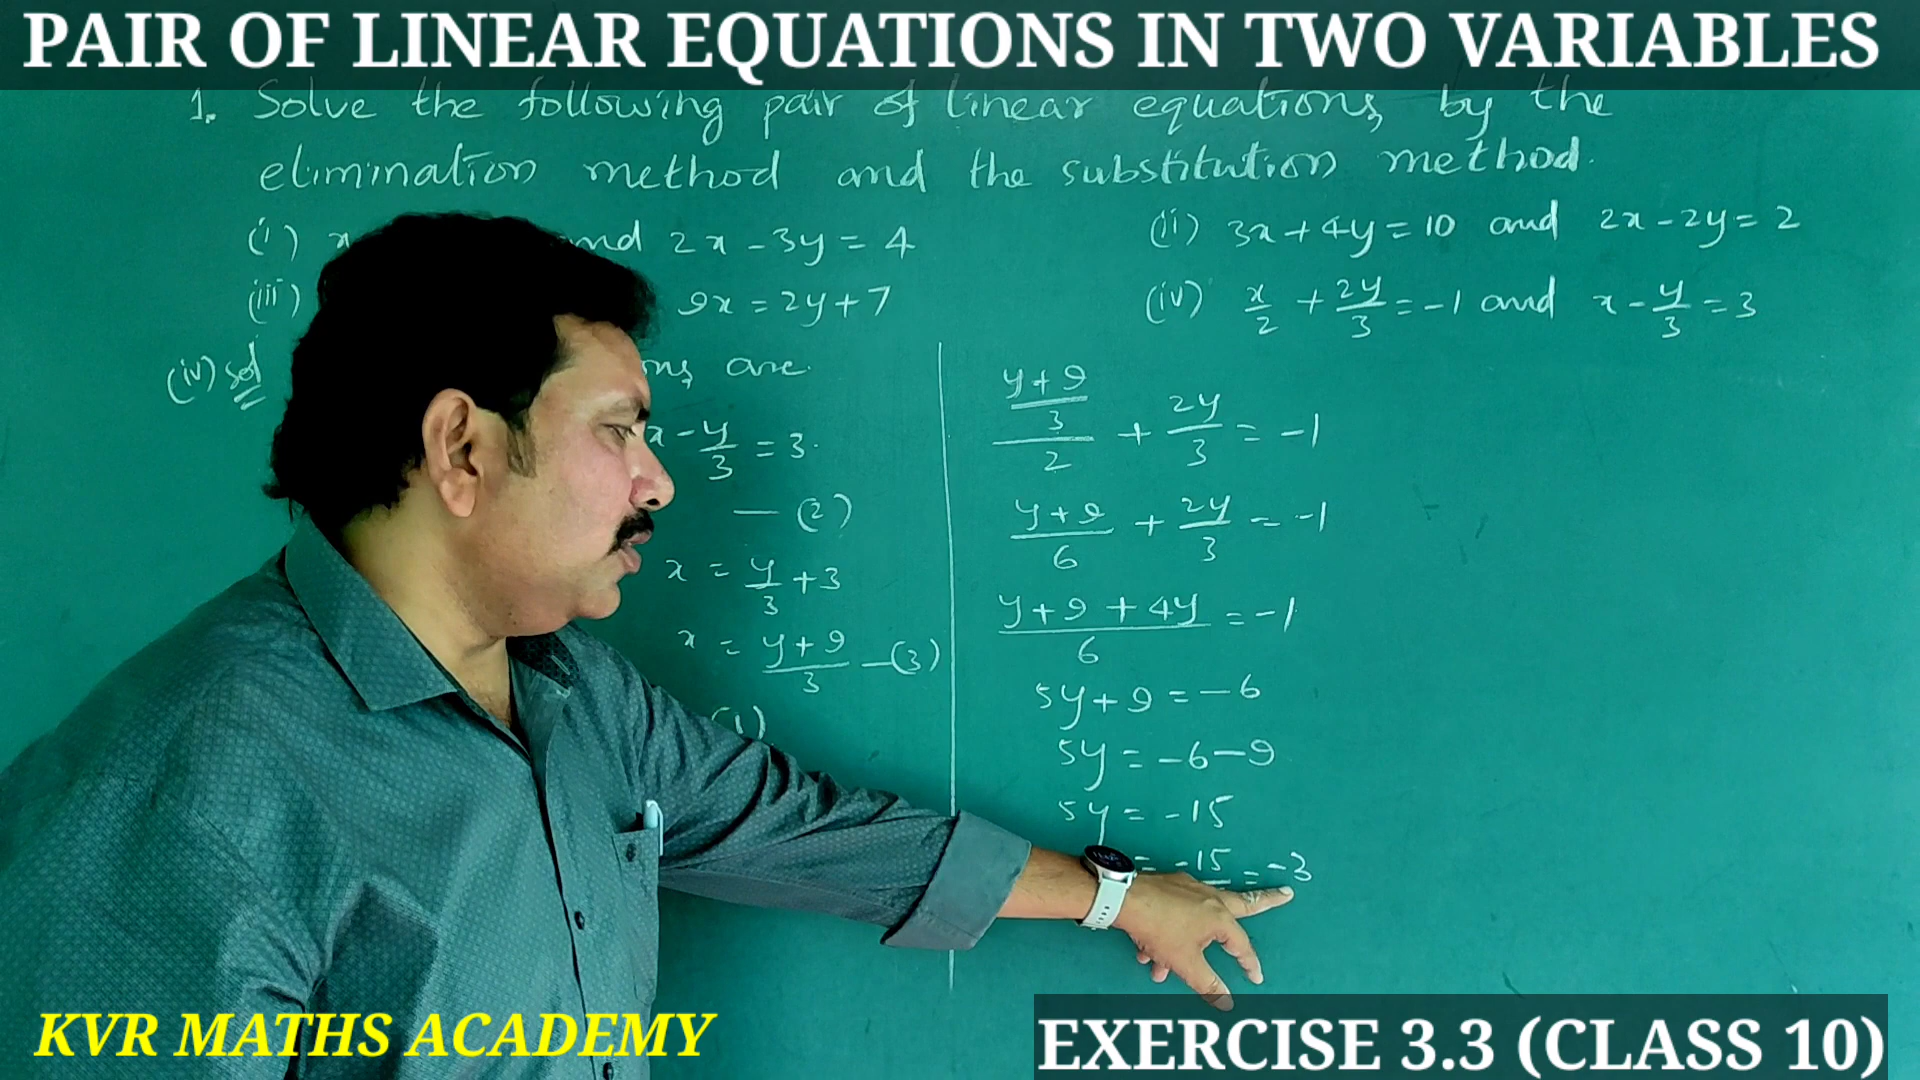 PAIR OF LINEAR EQUATIONS IN TWO VARIABLES
1. Solve the following pair of linear equations by the
elimination method and the substitution method.
(i) x and 2x - 3y = 4
(ii) 3x + 4y = 10 and 2x - 2y = 2
(iii) 9x = 2y + 7
(iv) x/2 + 2y/3 = -1 and x - y/3 = 3
(iv) sol are.
x - y/3 = 3.
— (2)
x = y/3 + 3
x = y+9/3 — (3)
(1)
y+9/3/2 + 2y/3 = -1
y+9/6 + 2y/3 = -1
y+9+4y/6 = -1
5y + 9 = -6
5y = -6-9
5y = -15
= -15 = -3
KVR MATHS ACADEMY
EXERCISE 3.3 (CLASS 10)